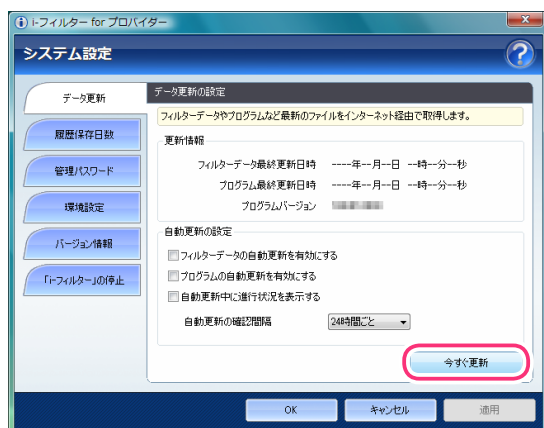 i-フィルター for プロバイダー
システム設定
?
データ更新
履歴保存日数
管理パスワード
環境設定
バージョン情報
「i-フィルター」の停止
データ更新の設定
フィルターデータやプログラムなど最新のファイルをインターネット経由で取得します。
更新情報
フィルターデータ最終更新日時 ----年--月--日 --時--分--秒
プログラム最終更新日時 ----年--月--日 --時--分--秒
プログラムバージョン
自動更新の設定
フィルターデータの自動更新を有効にする
プログラムの自動更新を有効にする
自動更新中に進行状況を表示する
自動更新の確認間隔 24時間ごと
今すぐ更新
OK キャンセル 適用